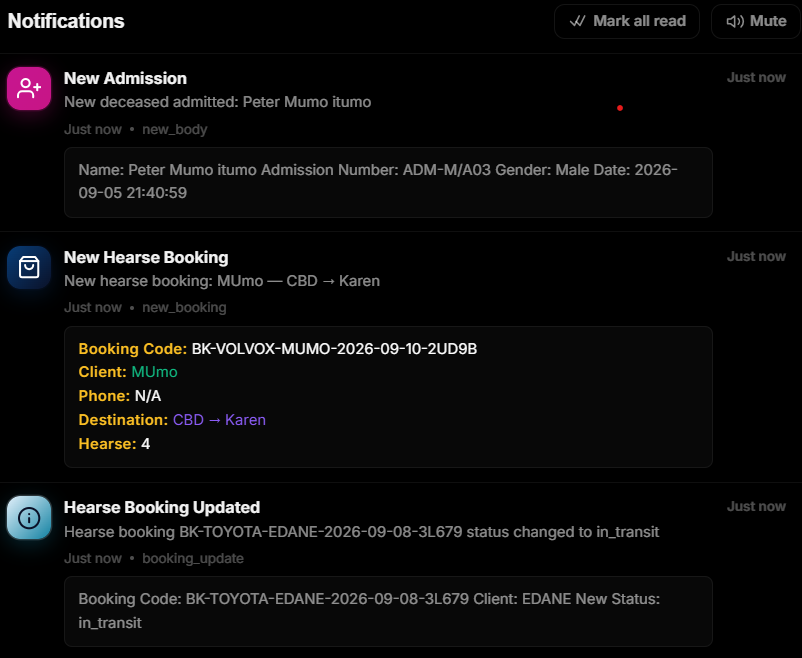 Notifications
Mark all read
Mute
New Admission
Just now
New deceased admitted: Peter Mumo itumo
Just now • new_body
Name: Peter Mumo itumo Admission Number: ADM-M/A03 Gender: Male Date: 2026-
09-05 21:40:59
New Hearse Booking
Just now
New hearse booking: MUmo — CBD → Karen
Just now • new_booking
Booking Code: BK-VOLVOX-MUMO-2026-09-10-2UD9B
Client: MUmo
Phone: N/A
Destination: CBD → Karen
Hearse: 4
Hearse Booking Updated
Just now
Hearse booking BK-TOYOTA-EDANE-2026-09-08-3L679 status changed to in_transit
Just now • booking_update
Booking Code: BK-TOYOTA-EDANE-2026-09-08-3L679 Client: EDANE New Status:
in_transit